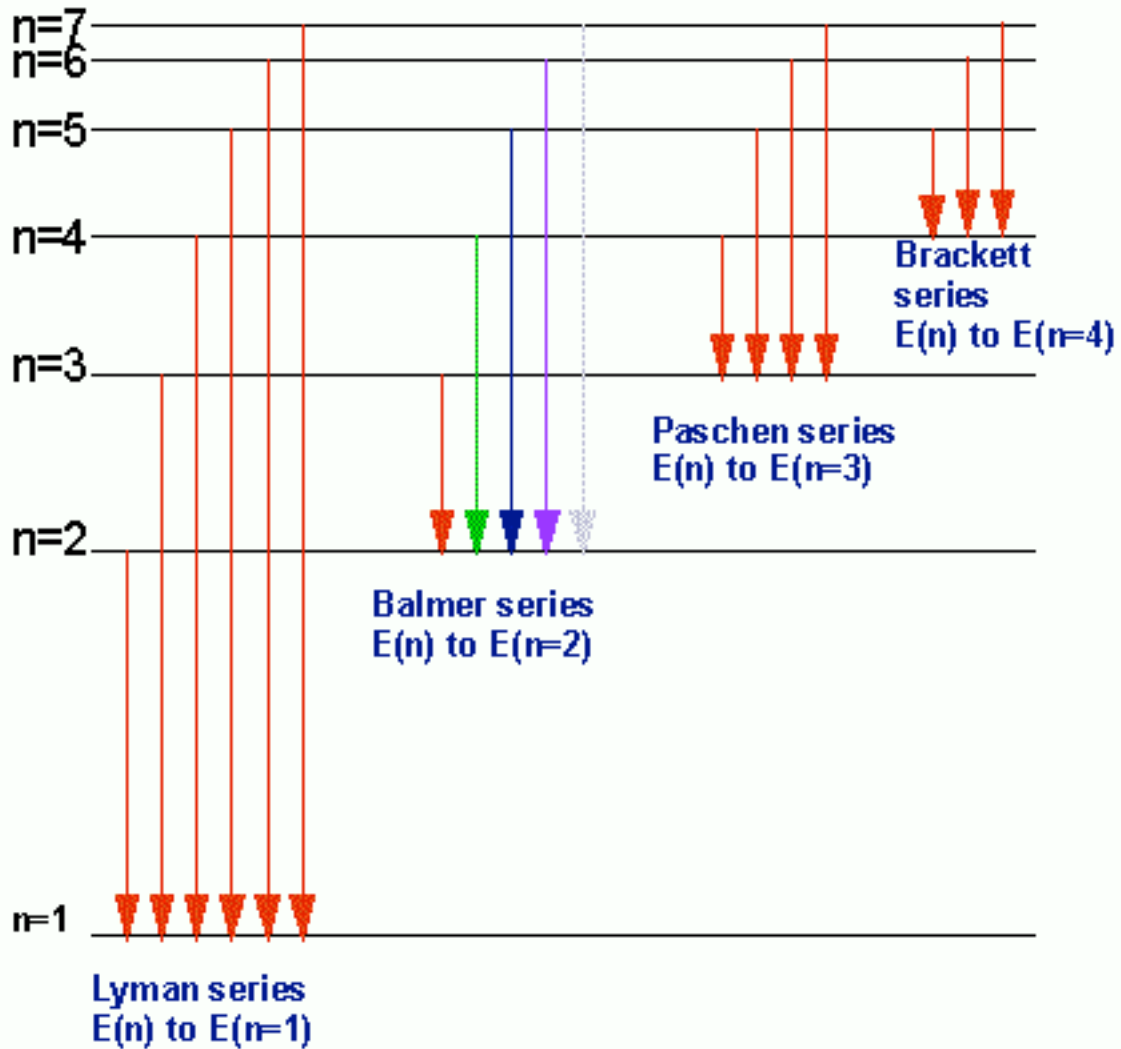 n=7
n=6
n=5
n=4
Brackett
series
E(n) to E(n=4)
n=3
Paschen series
E(n) to E(n=3)
n=2
Balmer series
E(n) to E(n=2)
n=1
Lyman series
E(n) to E(n=1)